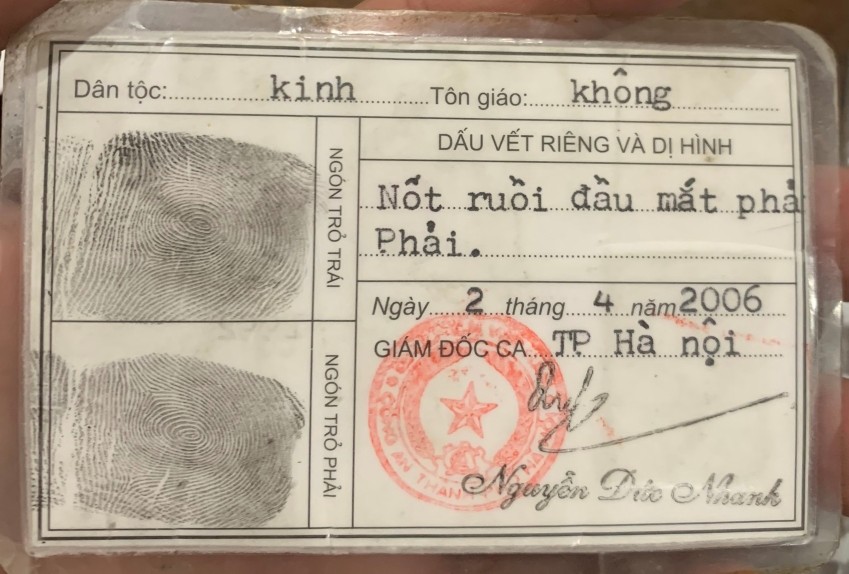 Dân tộc: kinh Tôn giáo: không
NGÓN TRỎ TRÁI
NGÓN TRỎ PHẢI
DẤU VẾT RIÊNG VÀ DỊ HÌNH
Nốt ruồi đầu mắt phả
Phải.
Ngày 2 tháng 4 năm 2006
GIÁM ĐỐC CA TP Hà nội
Nguyễn Đức Nhanh